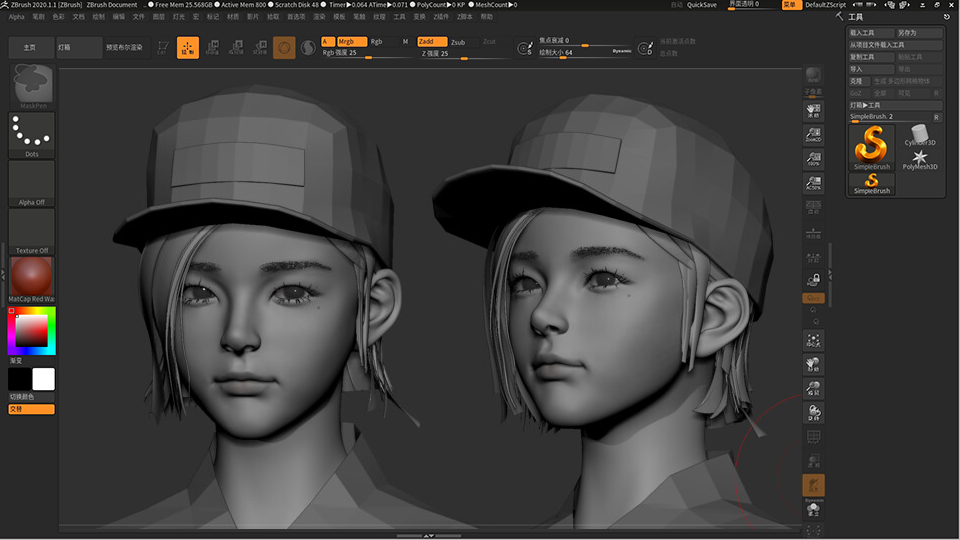 ZBrush 2020.1.1 [ZBrush] ZBrush Document .. ● Free Mem 25.568GB ● Active Mem 800 ● Scratch Disk 48 ● Timer▶0.064 ATime▶0.071 ● PolyCount▶0 KP ● MeshCount▶0 自动 QuickSave 界面透明 0 菜单 DefaultZScript
Alpha 笔刷 颜色 文档 绘制 编辑 文件 图层 灯光 宏 标记 材质 影片 拾取 首选项 渲染 模板 笔触 纹理 工具 变换 Z插件 Z脚本 帮助
工具
主页 灯箱 预览布尔渲染
A Mrgb Rgb M Zadd Zsub Zcut
Rgb 强度 25 Z 强度 25
焦点衰减 0
绘制大小 64 Dynamic
S
D
当前激活点数
总点数
载入工具 另存为
从项目文件载入工具
复制工具 粘贴工具
导入 导出
克隆 生成 多边形网格物体
GoZ 全部 可见 R
灯箱▶工具
SimpleBrush. 2 R
SimpleBrush
Cylinder3D
PolyMesh3D
SimpleBrush
MaskPen
Dots
Alpha Off
Texture Off
MatCap Red Wa
渐变
切换颜色
交替
Zoom2D
100%
AC50%
Dynamic